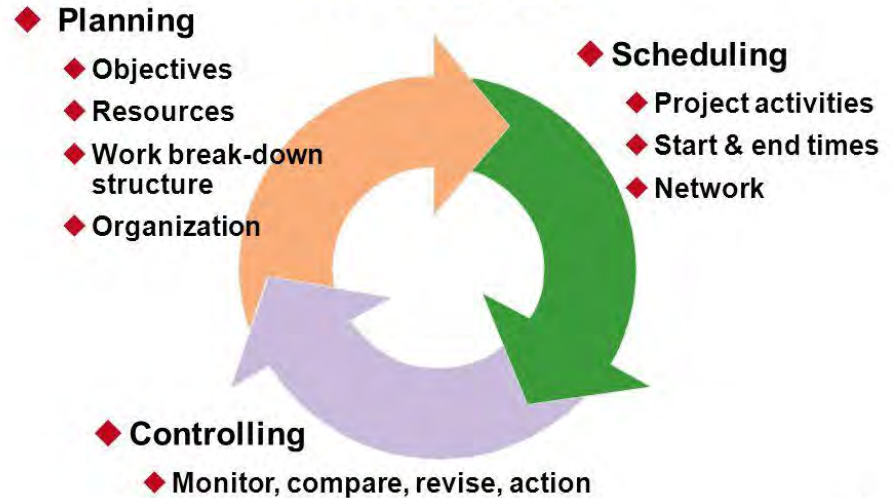 Planning
Objectives
Resources
Work break-down
structure
Organization
Scheduling
Project activities
Start & end times
Network
Controlling
Monitor, compare, revise, action